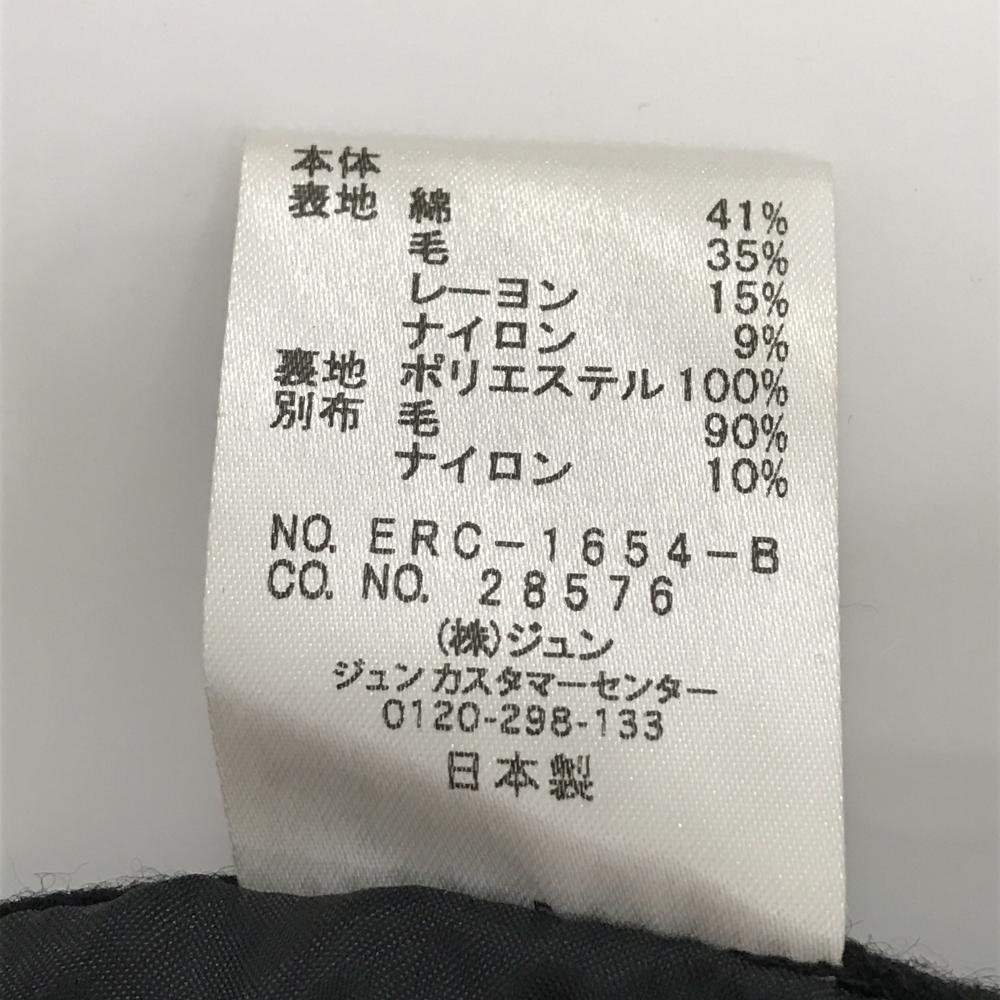 本体
表地 綿 41%
毛 35%
レーヨン 15%
ナイロン 9%
裏地 ポリエステル 100%
別布 毛 90%
ナイロン 10%
NO. ERC-1654-B
CO. NO. 28576
(株)ジュン
ジュンカスタマーセンター
0120-298-133
日本製